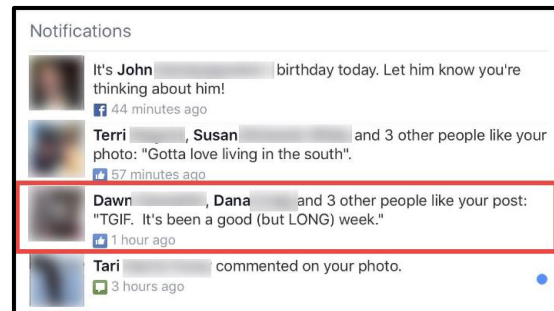 Notifications
It's John birthday today. Let him know you're
thinking about him!
44 minutes ago
Terri , Susan and 3 other people like your
photo: "Gotta love living in the south".
57 minutes ago
Dawn , Dana and 3 other people like your post:
"TGIF. It's been a good (but LONG) week."
1 hour ago
Tari commented on your photo.
3 hours ago